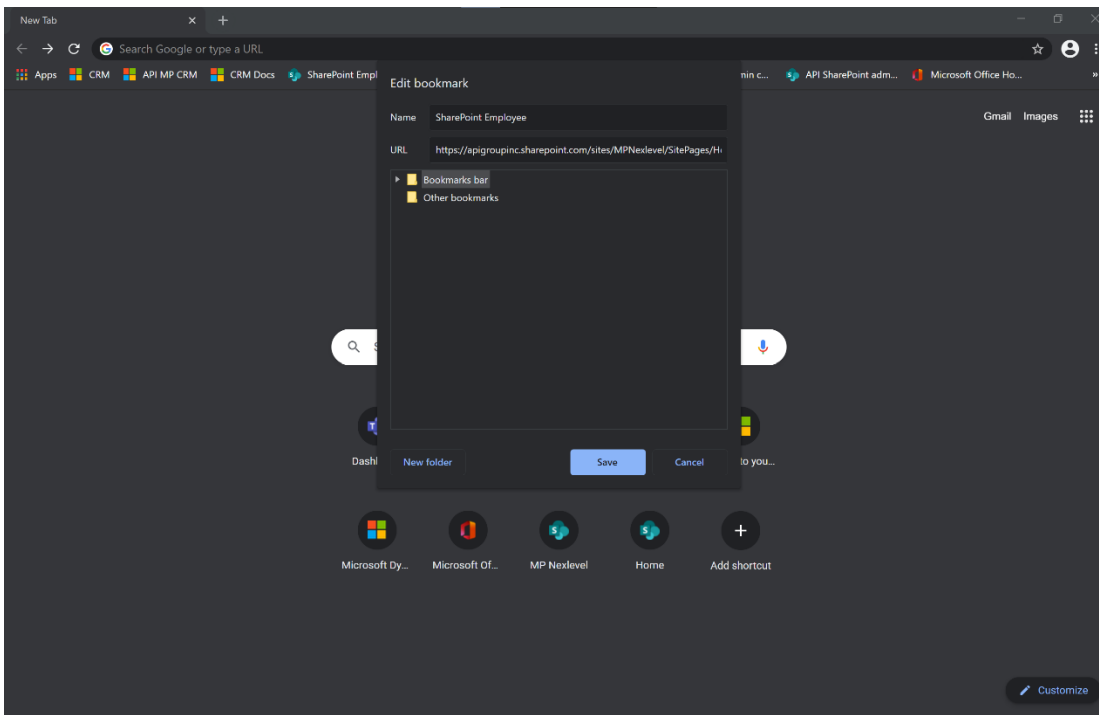 New Tab
Search Google or type a URL
Apps CRM API MP CRM CRM Docs SharePoint Empl min c... API SharePoint adm... Microsoft Office Ho... »
Edit bookmark
Name SharePoint Employee
URL https://apigroupinc.sharepoint.com/sites/MPNexlevel/SitePages/H
Gmail Images
Bookmarks bar
Other bookmarks
Dashl to you...
New folder Save Cancel
Microsoft Dy... Microsoft Of... MP Nexlevel Home Add shortcut
Customize